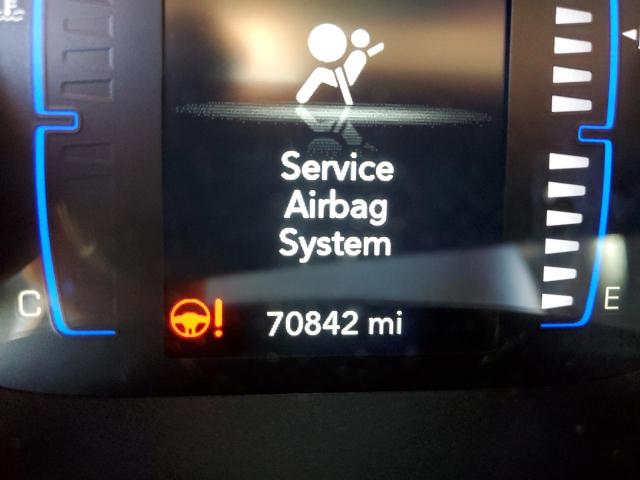 Service
Airbag
System
C
! 70842 mi
E